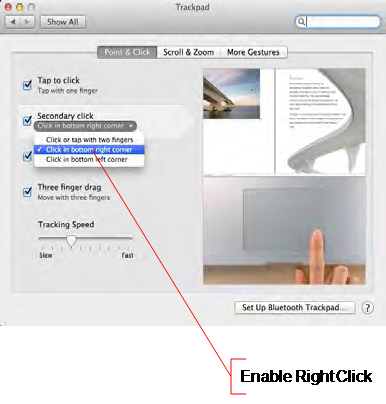 Trackpad
Show All
Point & Click
Scroll & Zoom
More Gestures
Tap to click
Tap with one finger
Secondary click
Click in bottom right corner
Click or tap with two fingers
Click in bottom right corner
Click in bottom left corner
Three finger drag
Move with three fingers
Tracking Speed
Slow
Fast
Set Up Bluetooth Trackpad...
?
Enable RightClick